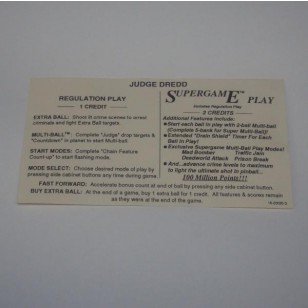 JUDGE DREDD
REGULATION PLAY
1 CREDIT
EXTRA BALL: Shoot lit crime scenes to arrest
criminals and light Extra Ball targets.
MULTI-BALL™: Complete "Judge" drop targets &
"Countdown" in planet to start Multi-Ball.
START MODES: Complete "Chain Feature
Count up" to start flashing mode.
MODE SELECT: Choose desired mode of play by
pressing side cabinet buttons any time during game.
SUPERGAME™ PLAY
Includes Regulation Play
2 CREDITS
Additional Features Include:
●Start each ball in play with 2-ball Multi-ball
(Complete 5-bank for Super Multi-Ball)!
●Extended "Drain Shield" Timer For Each
Ball in Play!
●Exclusive Supergame Multi-Ball Play Modes!
Mad Bomber Traffic Jam
Deadworld Attack Prison Break
●And...advance crime levels to maximum
to light the ultimate shot in pinball...
100 Million Points!!!
FAST FORWARD: Accelerate bonus count at end of ball by pressing any side cabinet button.
BUY EXTRA BALL: At the end of a game, buy an extra ball for 1 credit. All features & scores remain
as they were at the end of the game.